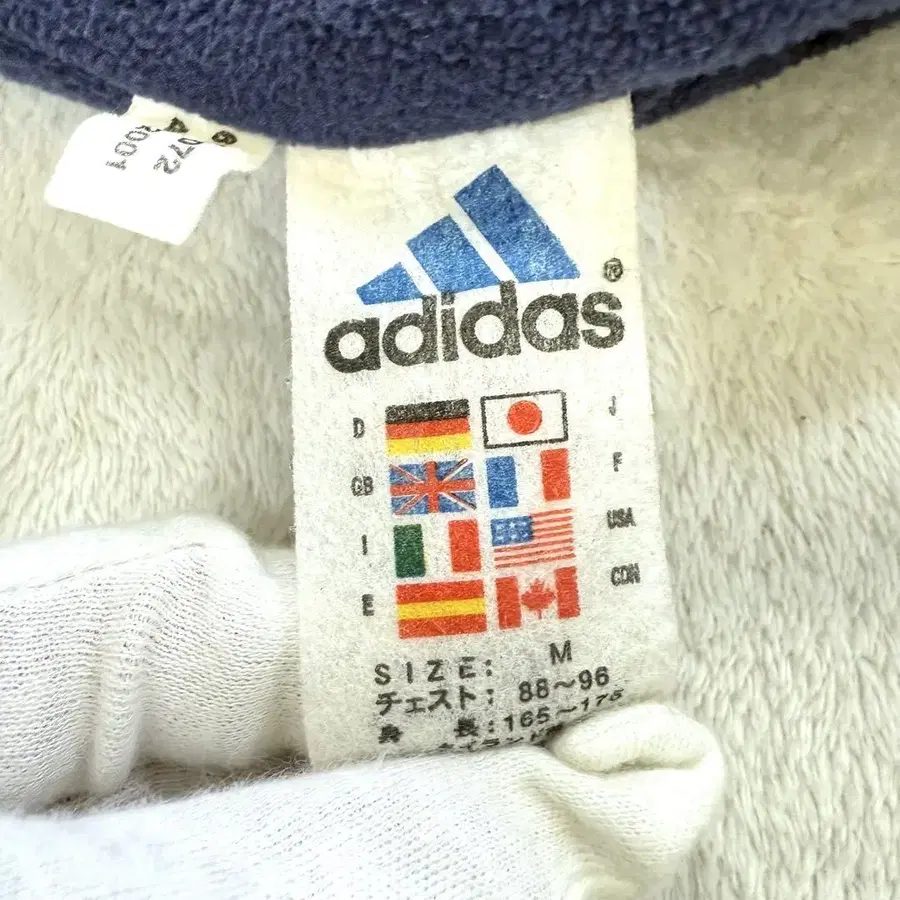 adidas®
D J
GB F
I USA
E CDN
SIZE: M
チェスト: 88～96
身 長: 165～175